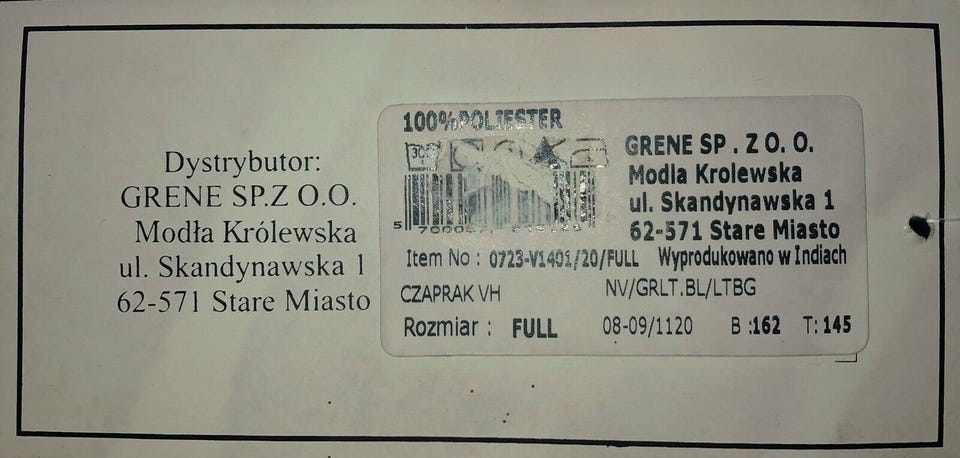 Dystrybutor:
GRENE SP.Z O.O.
Modła Królewska
ul. Skandynawska 1
62-571 Stare Miasto
100%POLIESTER
30
GRENE SP . Z O. O.
Modla Krolewska
ul. Skandynawska 1
62-571 Stare Miasto
Item No : 0723-V1401/20/FULL Wyprodukowano w Indiach
CZAPRAK VH NV/GRLT.BL/LTBG
Rozmiar : FULL 08-09/1120 B :162 T: 145